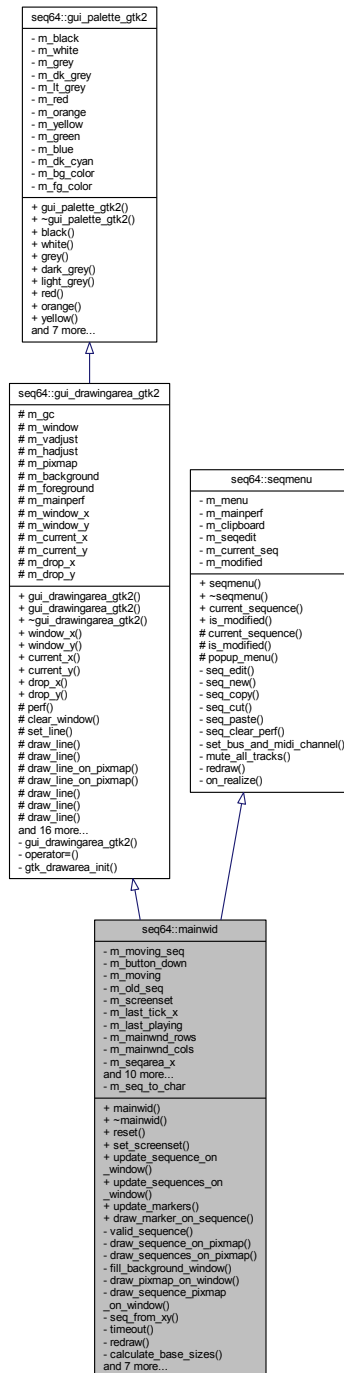 seq64::gui_palette_gtk2
- m_black
- m_white
- m_grey
- m_dk_grey
- m_lt_grey
- m_red
- m_orange
- m_yellow
- m_green
- m_blue
- m_dk_cyan
- m_bg_color
- m_fg_color
+ gui_palette_gtk2()
+ ~gui_palette_gtk2()
+ black()
+ white()
+ grey()
+ dark_grey()
+ light_grey()
+ red()
+ orange()
+ yellow()
and 7 more...
seq64::gui_drawingarea_gtk2
# m_gc
# m_window
# m_vadjust
# m_hadjust
# m_pixmap
# m_background
# m_foreground
# m_mainperf
# m_window_x
# m_window_y
# m_current_x
# m_current_y
# m_drop_x
# m_drop_y
+ gui_drawingarea_gtk2()
+ gui_drawingarea_gtk2()
+ ~gui_drawingarea_gtk2()
+ window_x()
+ window_y()
+ current_x()
+ current_y()
+ drop_x()
+ drop_y()
# perf()
# clear_window()
# set_line()
# draw_line()
# draw_line()
# draw_line_on_pixmap()
# draw_line_on_pixmap()
# draw_line()
# draw_line()
# draw_line()
and 16 more...
- gui_drawingarea_gtk2()
- operator=()
- gtk_drawarea_init()
seq64::seqmenu
- m_menu
- m_mainperf
- m_clipboard
- m_seqedit
- m_current_seq
- m_modified
+ seqmenu()
+ ~seqmenu()
+ current_sequence()
+ is_modified()
# current_sequence()
# is_modified()
# popup_menu()
- seq_edit()
- seq_new()
- seq_copy()
- seq_cut()
- seq_paste()
- seq_clear_perf()
- set_bus_and_midi_channel()
- mute_all_tracks()
- redraw()
- on_realize()
seq64::mainwid
- m_moving_seq
- m_button_down
- m_moving
- m_old_seq
- m_screenset
- m_last_tick_x
- m_last_playing
- m_mainwnd_rows
- m_mainwnd_cols
- m_seqarea_x
and 10 more...
- m_seq_to_char
+ mainwid()
+ ~mainwid()
+ reset()
+ set_screenset()
+ update_sequence_on
_window()
+ update_sequences_on
_window()
+ update_markers()
+ draw_marker_on_sequence()
- valid_sequence()
- draw_sequence_on_pixmap()
- draw_sequences_on_pixmap()
- fill_background_window()
- draw_pixmap_on_window()
- draw_sequence_pixmap
_on_window()
- seq_from_xy()
- timeout()
- redraw()
- calculate_base_sizes()
and 7 more...